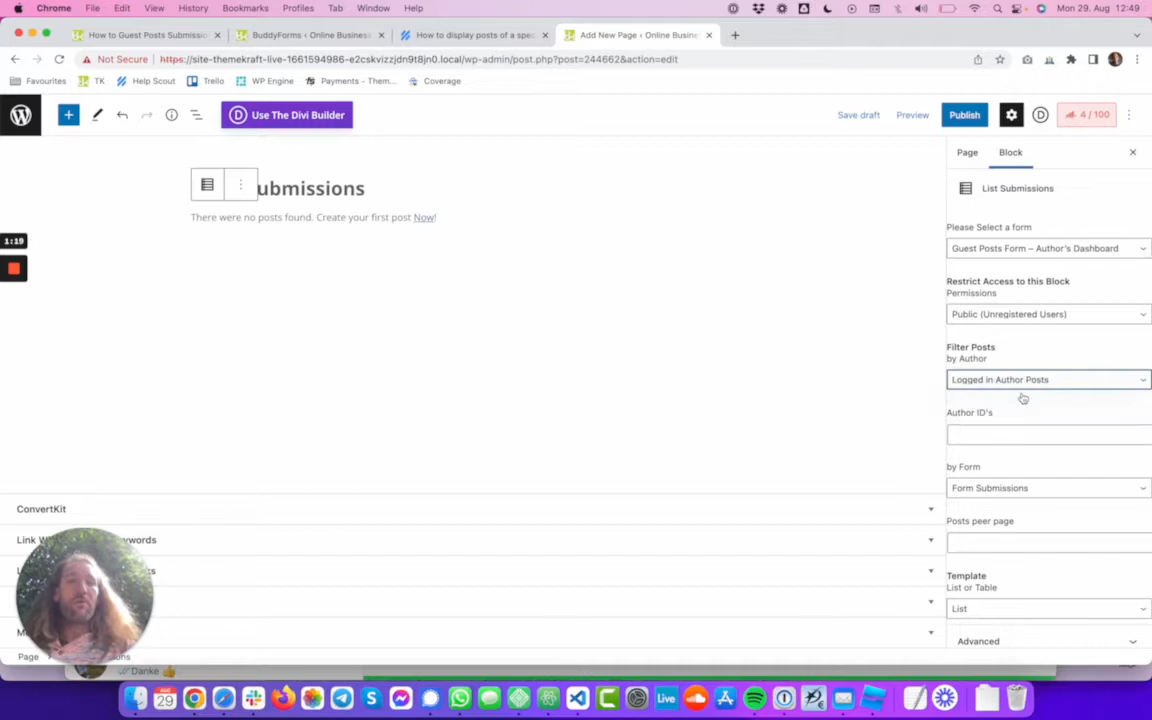 Chrome File Edit View History Bookmarks Profiles Tab Window Help Mon 29. Aug 12:49
How to Guest Posts Submissio BuddyForms ‹ Online Business How to display posts of a spec Add New Page ‹ Online Busine
Not Secure https://site-themekraft-live-1661594986-e2cskvizzjdn9t8jn0.local/wp-admin/post.php?post=244662&action=edit
Favourites TK Help Scout Trello WP Engine Payments - Them... Coverage
D Use The Divi Builder Save draft Preview Publish D 4 / 100
Page Block
ubmissions List Submissions
There were no posts found. Create your first post Now!
Please Select a form
1:19
Guest Posts Form – Author's Dashboard
Restrict Access to this Block
Permissions
Public (Unregistered Users)
Filter Posts
by Author
Logged in Author Posts
Author ID's
by Form
Form Submissions
ConvertKit
Posts peer page
Link W ywords
Template
List or Table
List
Advanced
Page
Danke 👍
29 Live